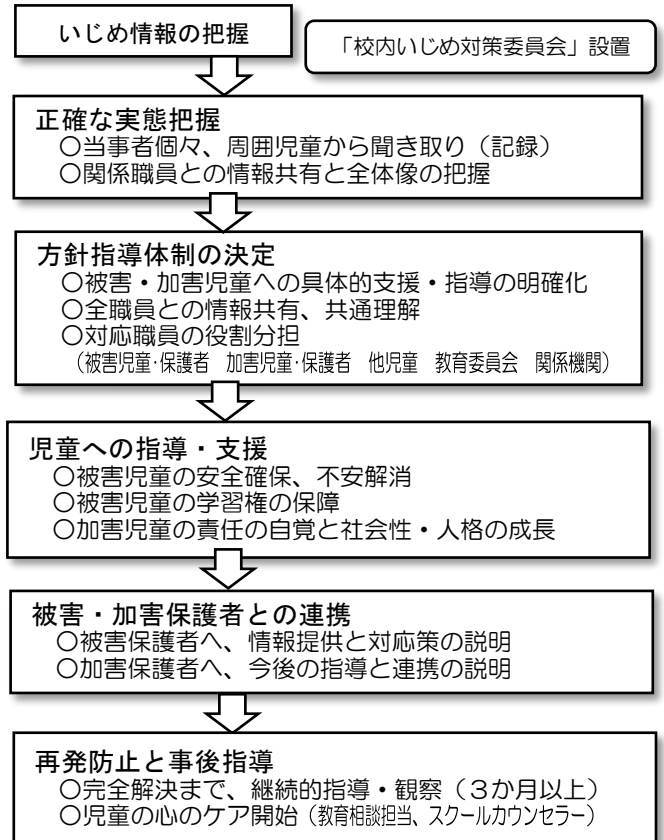 いじめ情報の把握
「校内いじめ対策委員会」設置
正確な実態把握
〇当事者個々、周囲児童から聞き取り（記録）
〇関係職員との情報共有と全体像の把握
方針指導体制の決定
〇被害・加害児童への具体的支援・指導の明確化
〇全職員との情報共有、共通理解
〇対応職員の役割分担
（被害児童･保護者　加害児童･保護者　他児童　教育委員会　関係機関）
児童への指導・支援
〇被害児童の安全確保、不安解消
〇被害児童の学習権の保障
〇加害児童の責任の自覚と社会性・人格の成長
被害・加害保護者との連携
〇被害保護者へ、情報提供と対応策の説明
〇加害保護者へ、今後の指導と連携の説明
再発防止と事後指導
〇完全解決まで、継続的指導・観察（３か月以上）
〇児童の心のケア開始（教育相談担当、スクールカウンセラー）